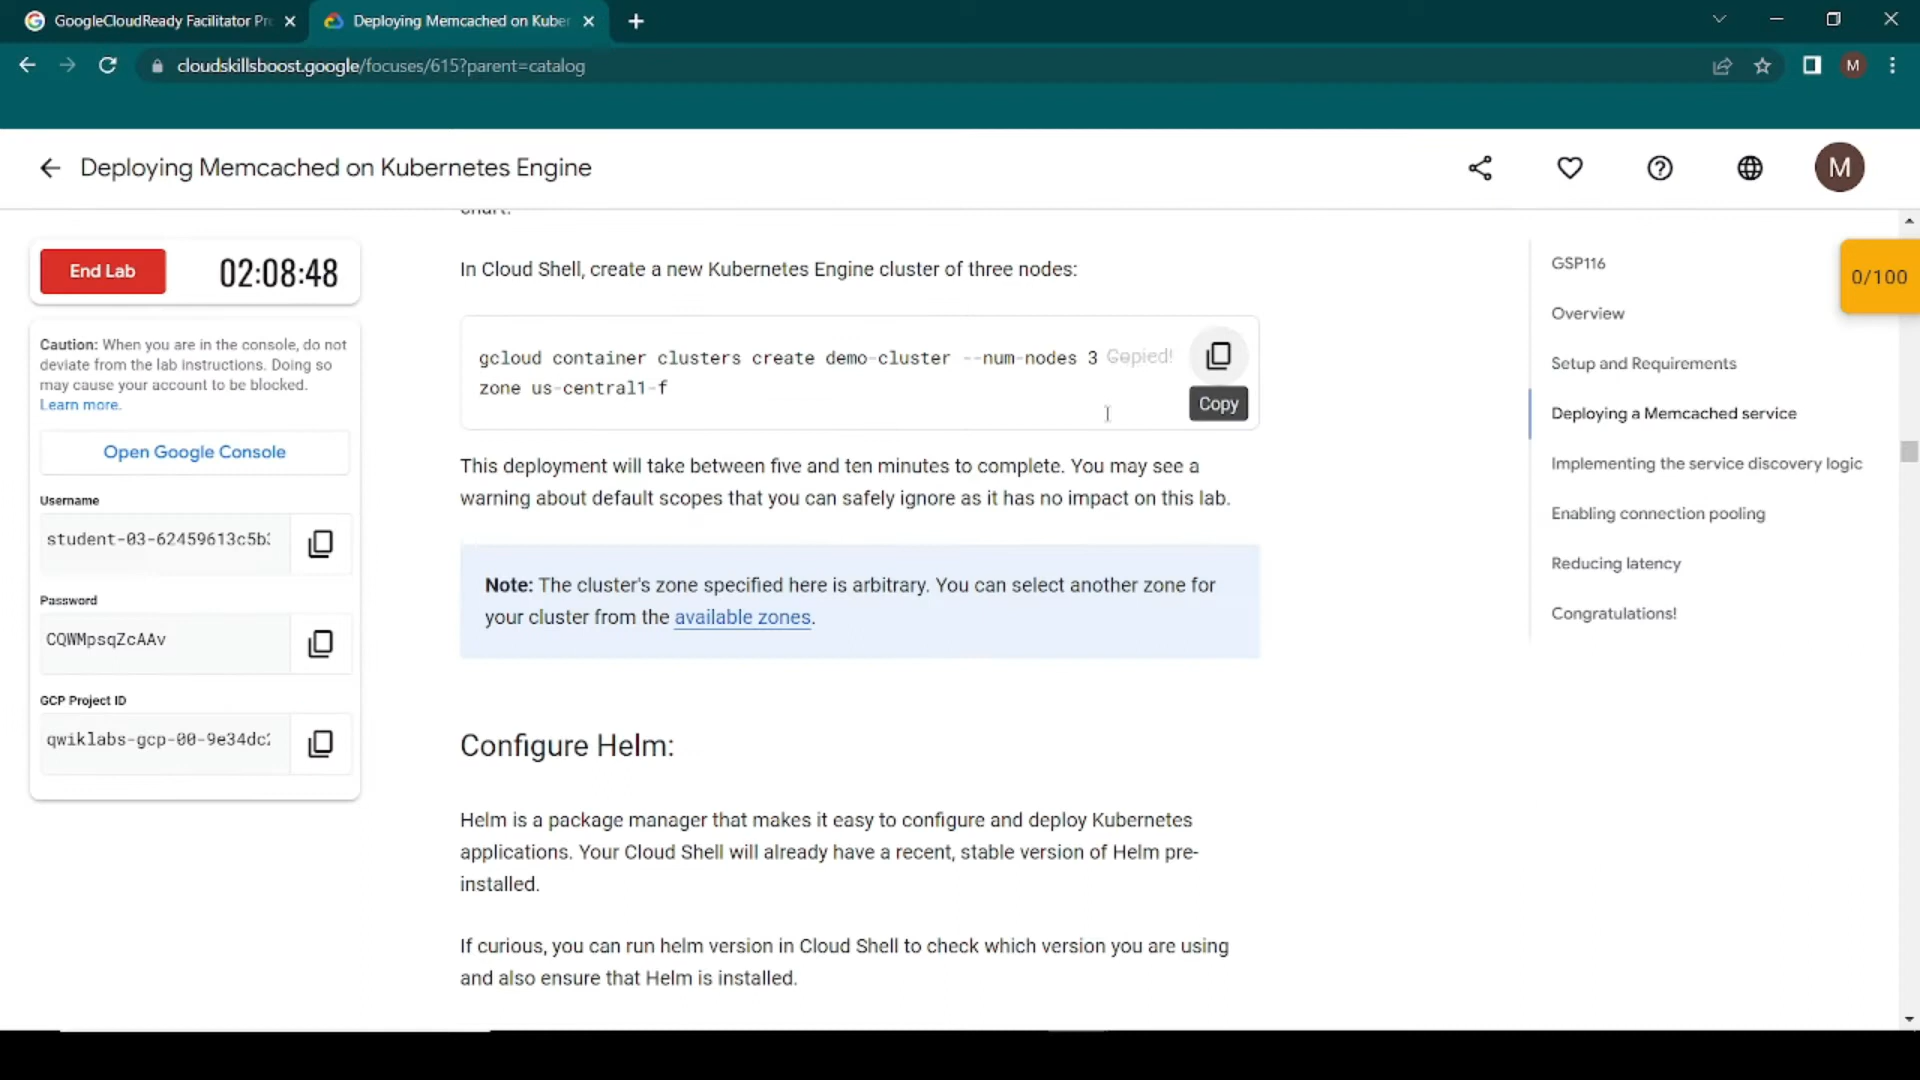 GoogleCloudReady Facilitator Pr
Deploying Memcached on Kuber
cloudskillsboost.google/focuses/615?parent=catalog
M
Deploying Memcached on Kubernetes Engine
M
End Lab
02:08:48
Caution: When you are in the console, do not
deviate from the lab instructions. Doing so
may cause your account to be blocked.
Learn more.
Open Google Console
Username
student-03-62459613c5b
Password
CQWMpsqZcAAv
GCP Project ID
qwiklabs-gcp-00-9e34dc
chart.
In Cloud Shell, create a new Kubernetes Engine cluster of three nodes:
gcloud container clusters create demo-cluster --num-nodes 3
Copied!
zone us-central1-f
Copy
This deployment will take between five and ten minutes to complete. You may see a
warning about default scopes that you can safely ignore as it has no impact on this lab.
Note: The cluster's zone specified here is arbitrary. You can select another zone for
your cluster from the available zones.
Configure Helm:
Helm is a package manager that makes it easy to configure and deploy Kubernetes
applications. Your Cloud Shell will already have a recent, stable version of Helm pre-
installed.
If curious, you can run helm version in Cloud Shell to check which version you are using
and also ensure that Helm is installed.
GSP116
Overview
Setup and Requirements
Deploying a Memcached service
Implementing the service discovery logic
Enabling connection pooling
Reducing latency
Congratulations!
0/100